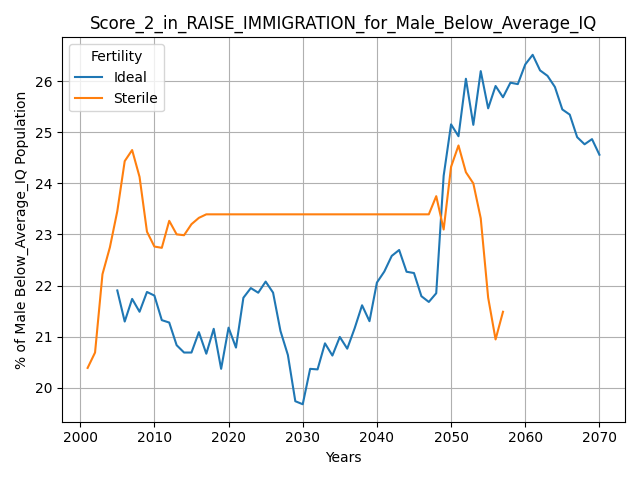 Score_2_in_RAISE_IMMIGRATION_for_Male_Below_Average_IQ
Fertility
Ideal
Sterile
% of Male Below_Average_IQ Population
26
25
24
23
22
21
20
2000 2010 2020 2030 2040 2050 2060 2070
Years